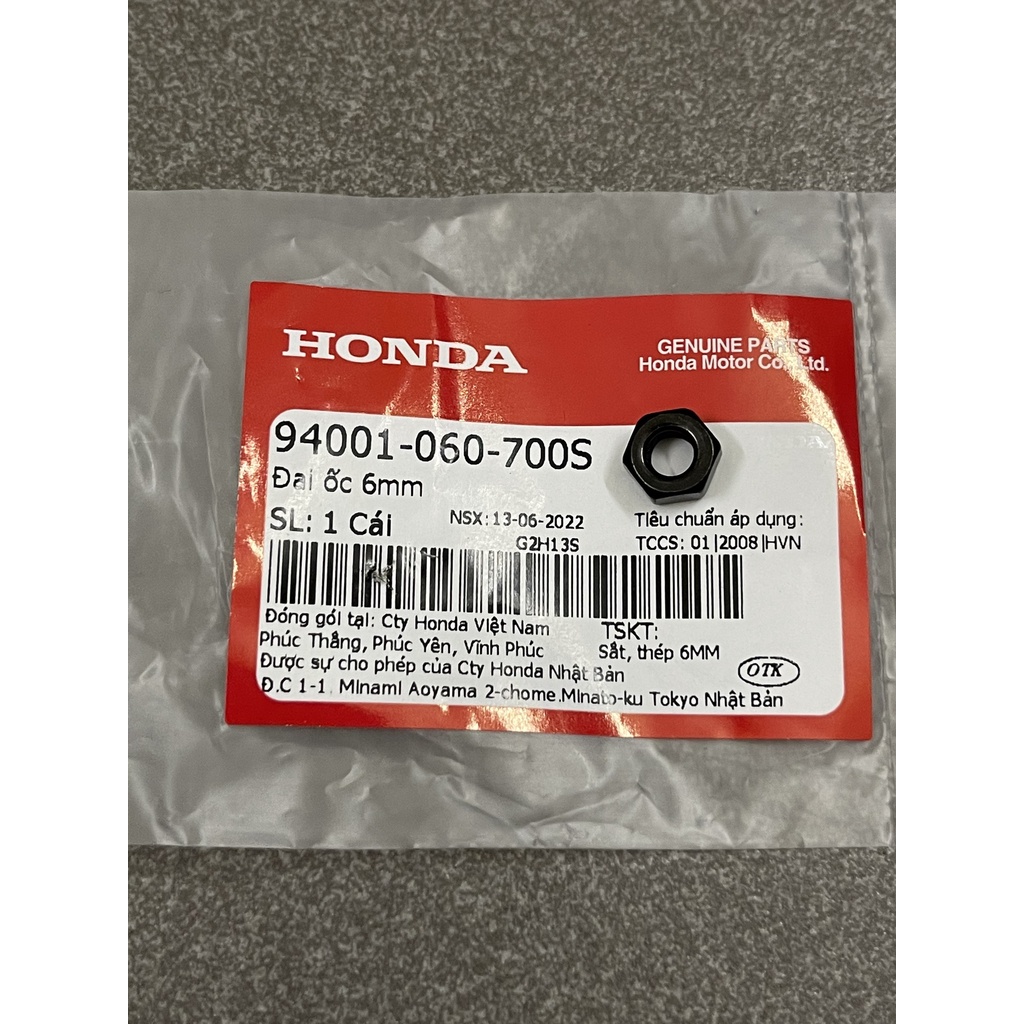 HONDA
GENUINE PARTS
Honda Motor Co., Ltd.
94001-060-700S
Đai ốc 6mm
SL: 1 Cái
NSX: 13-06-2022
G2H13S
Tiêu chuẩn áp dụng:
TCCS: 01|2008|HVN
Đóng gói tại: Cty Honda Việt Nam
Phúc Thắng, Phúc Yên, Vĩnh Phúc
TSKT:
Sắt, thép 6MM
Được sự cho phép của Cty Honda Nhật Bản
OTK
Đ.C 1-1, Minami Aoyama 2-chome.Minato-ku Tokyo Nhật Bản